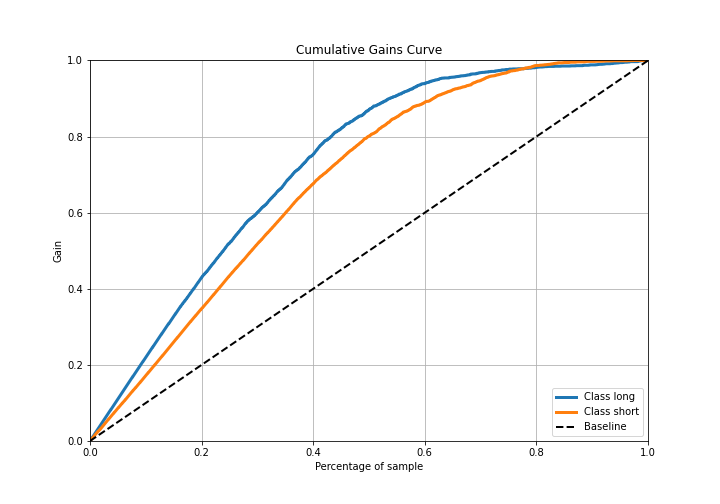 Cumulative Gains Curve
1.0
0.8
0.6
0.4
0.2
0.0
Gain
0.0 0.2 0.4 0.6 0.8 1.0
Percentage of sample
Class long
Class short
Baseline